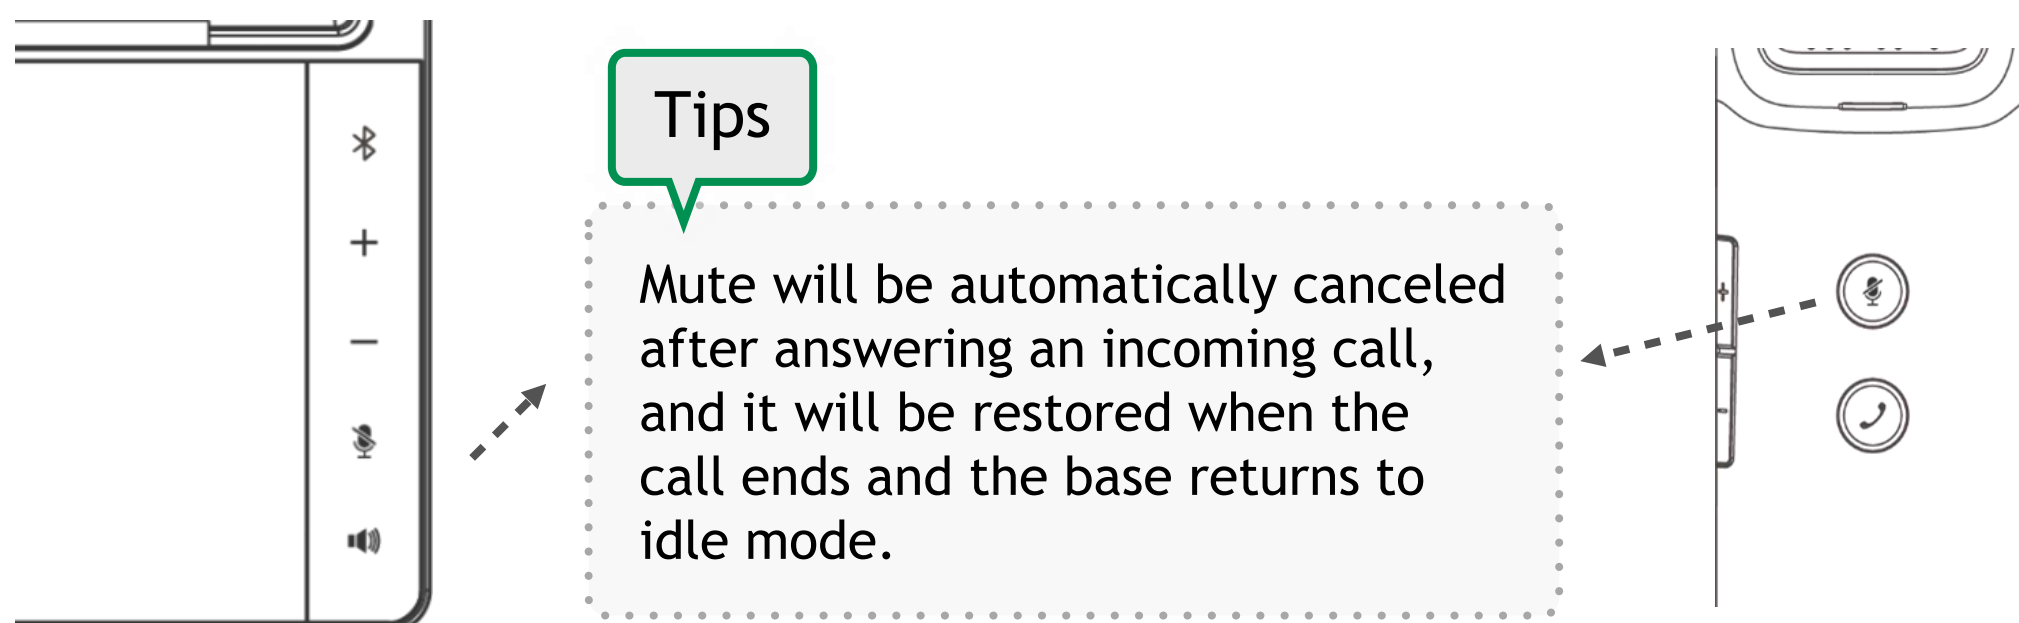 Tips
Mute will be automatically canceled
after answering an incoming call,
and it will be restored when the
call ends and the base returns to
idle mode.